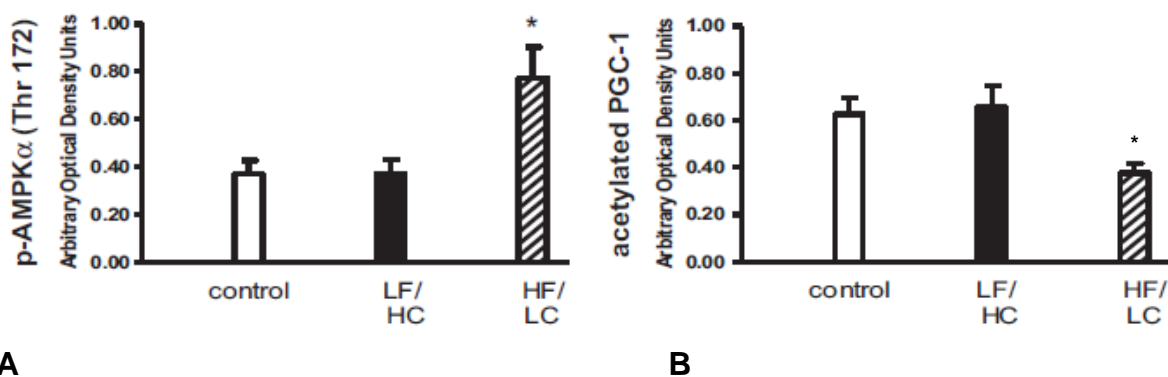 p-AMPKα (Thr 172)
Arbitrary Optical Density Units
1.00
0.80
0.60
0.40
0.20
0.00
*
control
LF/
HC
HF/
LC
A
acetylated PGC-1
Arbitrary Optical Density Units
1.00
0.80
0.60
0.40
0.20
0.00
*
control
LF/
HC
HF/
LC
B